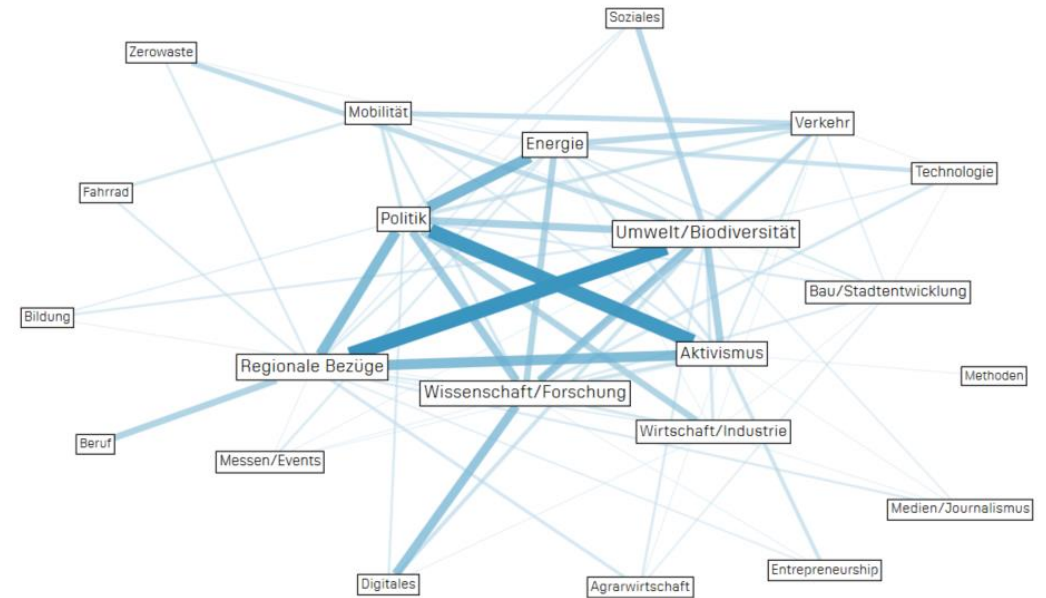 Soziales
Zerowaste
Mobilität
Verkehr
Energie
Technologie
Fahrrad
Politik
Umwelt/Biodiversität
Bau/Stadtentwicklung
Bildung
Aktivismus
Regionale Bezüge
Methoden
Wissenschaft/Forschung
Wirtschaft/Industrie
Beruf
Messen/Events
Medien/Journalismus
Entrepreneurship
Digitales
Agrarwirtschaft